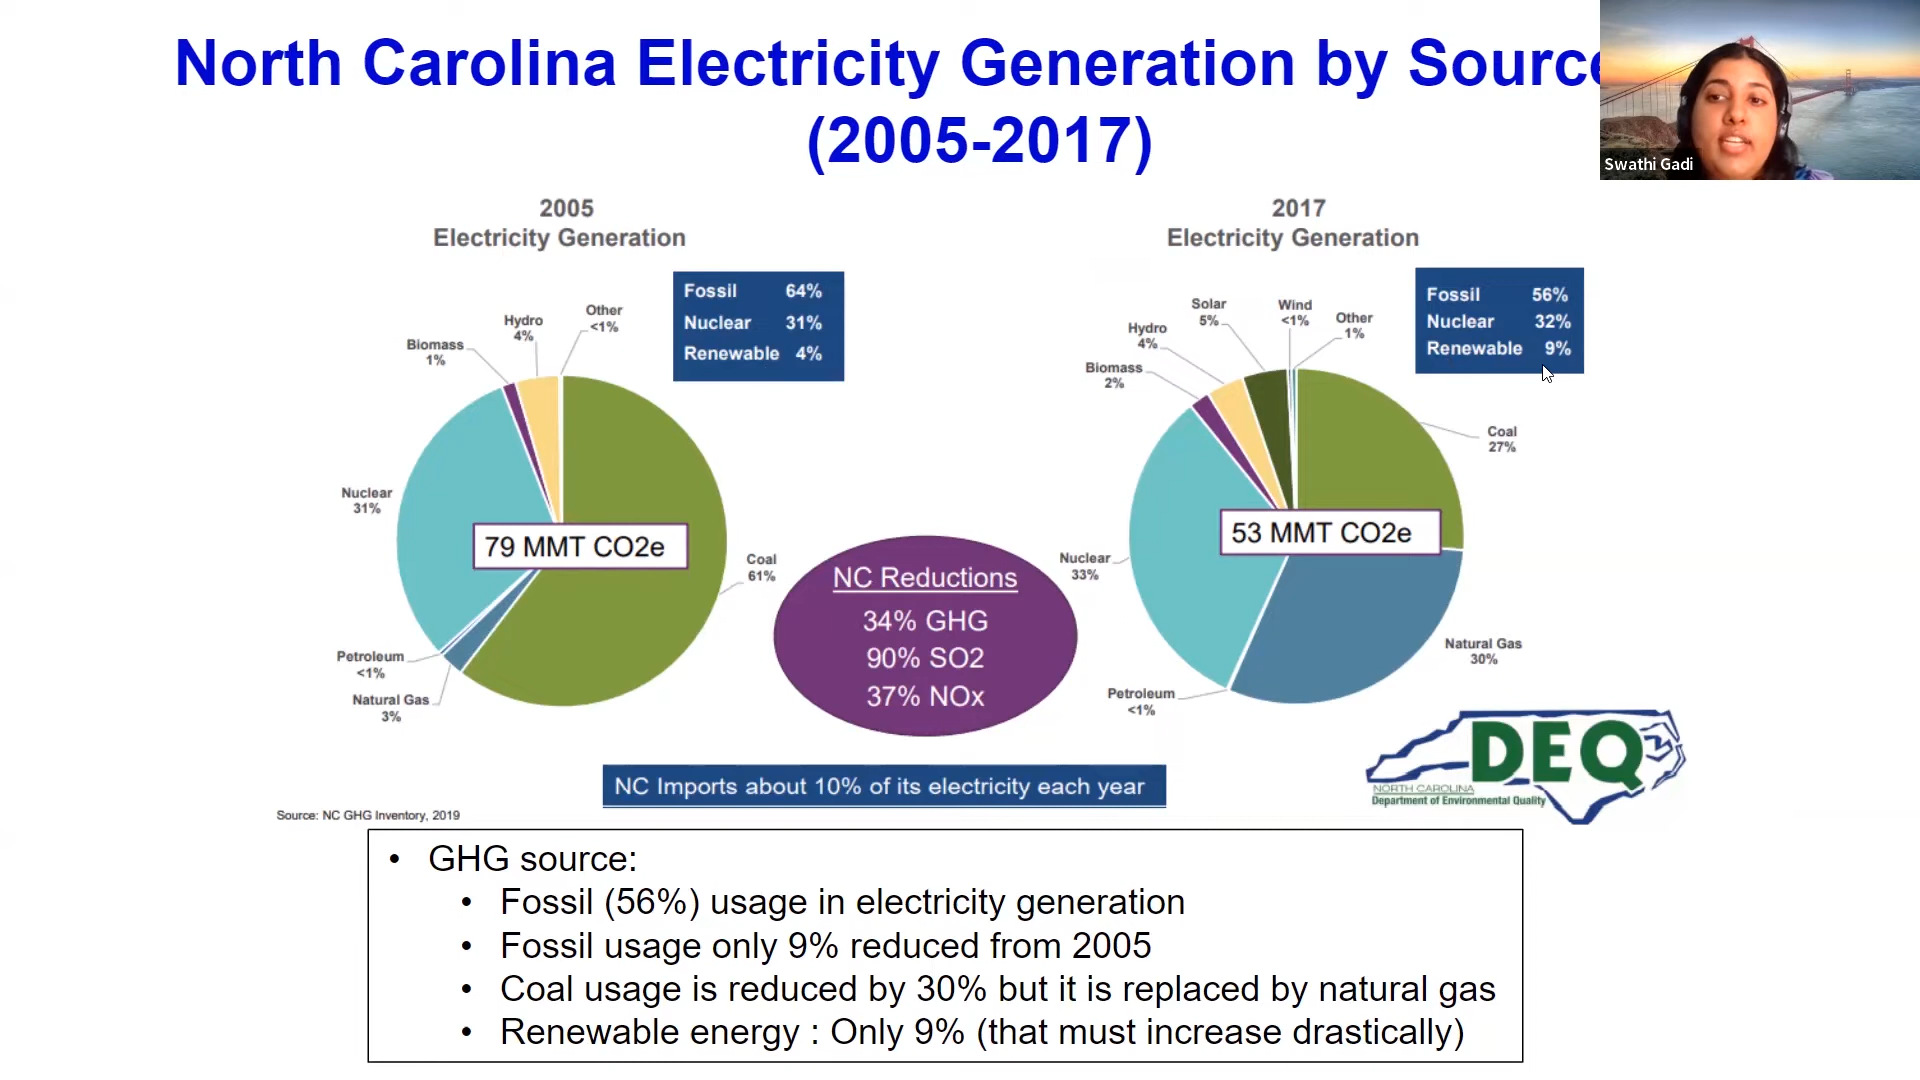 North Carolina Electricity Generation by Source
(2005-2017)
Swathi Gadi
2005
Electricity Generation
Fossil 64%
Nuclear 31%
Renewable 4%
Other
<1%
Hydro
4%
Biomass
1%
Nuclear
31%
79 MMT CO2e
Coal
61%
Petroleum
<1%
Natural Gas
3%
NC Reductions
34% GHG
90% SO2
37% NOx
2017
Electricity Generation
Fossil 56%
Nuclear 32%
Renewable 9%
Solar
5%
Wind
<1%
Other
1%
Hydro
4%
Biomass
2%
Coal
27%
53 MMT CO2e
Nuclear
33%
Natural Gas
30%
Petroleum
<1%
DEQ
NORTH CAROLINA
Department of Environmental Quality
NC Imports about 10% of its electricity each year
Source: NC GHG Inventory, 2019
• GHG source:
• Fossil (56%) usage in electricity generation
• Fossil usage only 9% reduced from 2005
• Coal usage is reduced by 30% but it is replaced by natural gas
• Renewable energy : Only 9% (that must increase drastically)